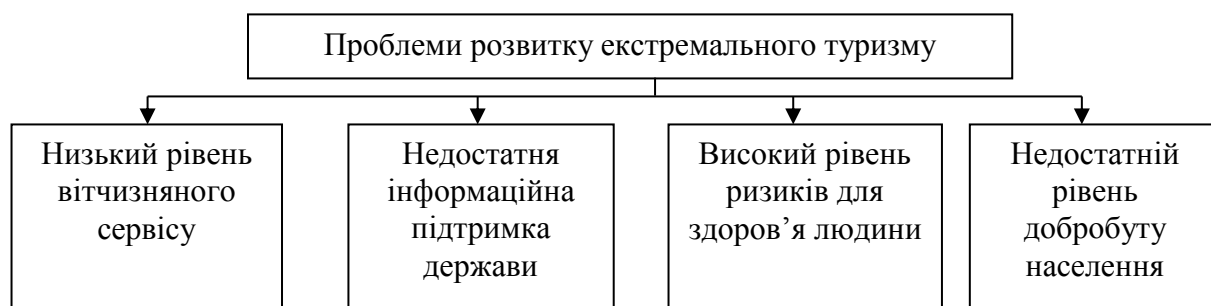 Проблеми розвитку екстремального туризму
Низький рівень
вітчизняного
сервісу
Недостатня
інформаційна
підтримка
держави
Високий рівень
ризиків для
здоров’я людини
Недостатній
рівень
добробуту
населення